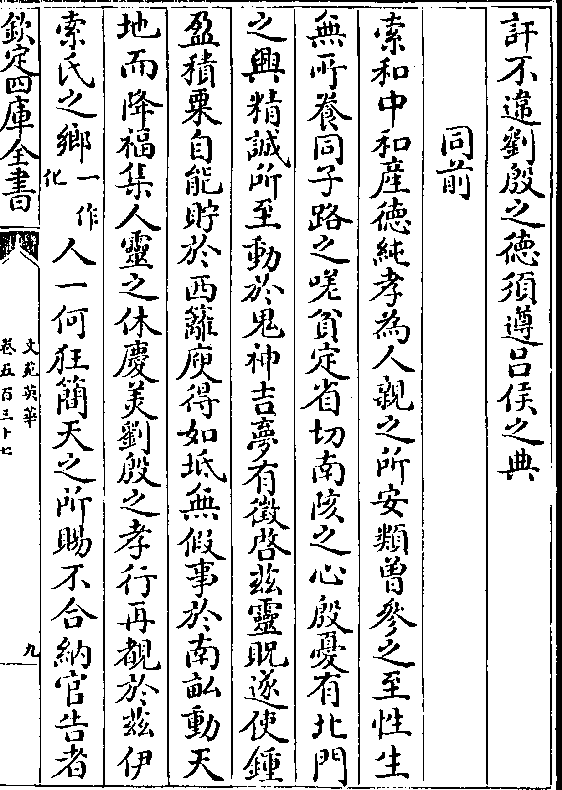 訐不違劉殷之徳須遵吕侯之典
同前
索和中和産徳純孝為人親之所安類曽參之至性生
無所養同子路之嗟貧定省切南陔之心殷憂有北門
之興精誠所至動於鬼神吉夢有徵啓兹靈貺遂使鍾
盈積粟自能貯於西籬庾得如坻無假事於南畝動天
地而降福集人靈之休慶美劉殷之孝行再覩於兹伊
索氏之鄉一作化人一何狂簡天之所賜不合納官告者
欽定四庫全書
文苑英華
卷五百三十七
九